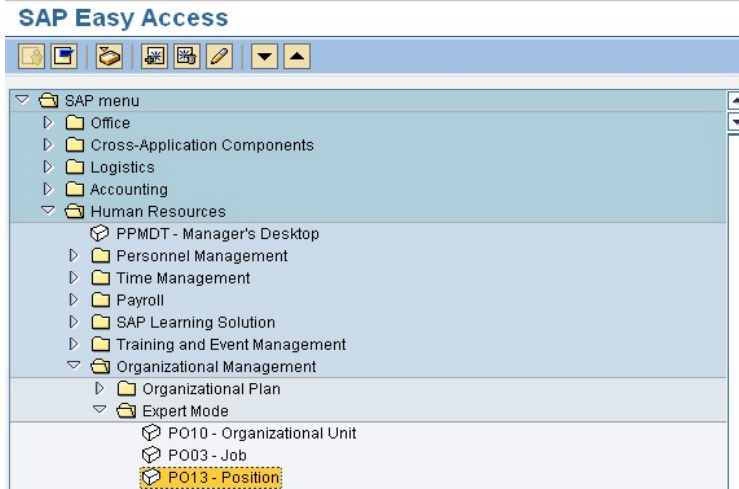 SAP Easy Access
SAP menu
Office
Cross-Application Components
Logistics
Accounting
Human Resources
PPMDT - Manager's Desktop
Personnel Management
Time Management
Payroll
SAP Learning Solution
Training and Event Management
Organizational Management
Organizational Plan
Expert Mode
PO10 - Organizational Unit
PO03 - Job
PO13 - Position